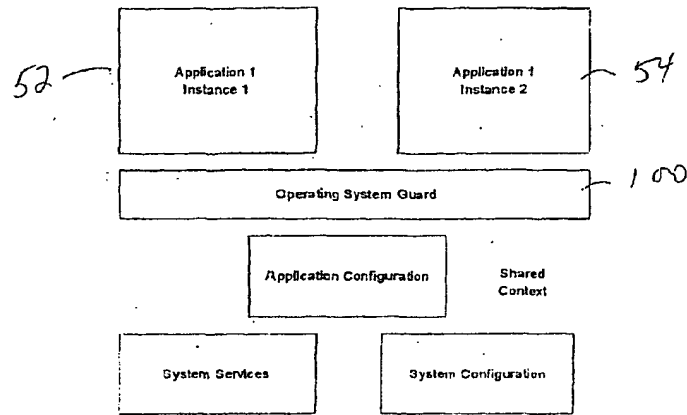 52
Application 1
Instance 1
Application 1
Instance 2
54
Operating System Guard
100
Application Configuration
Shared
Context
System Services
System Configuration